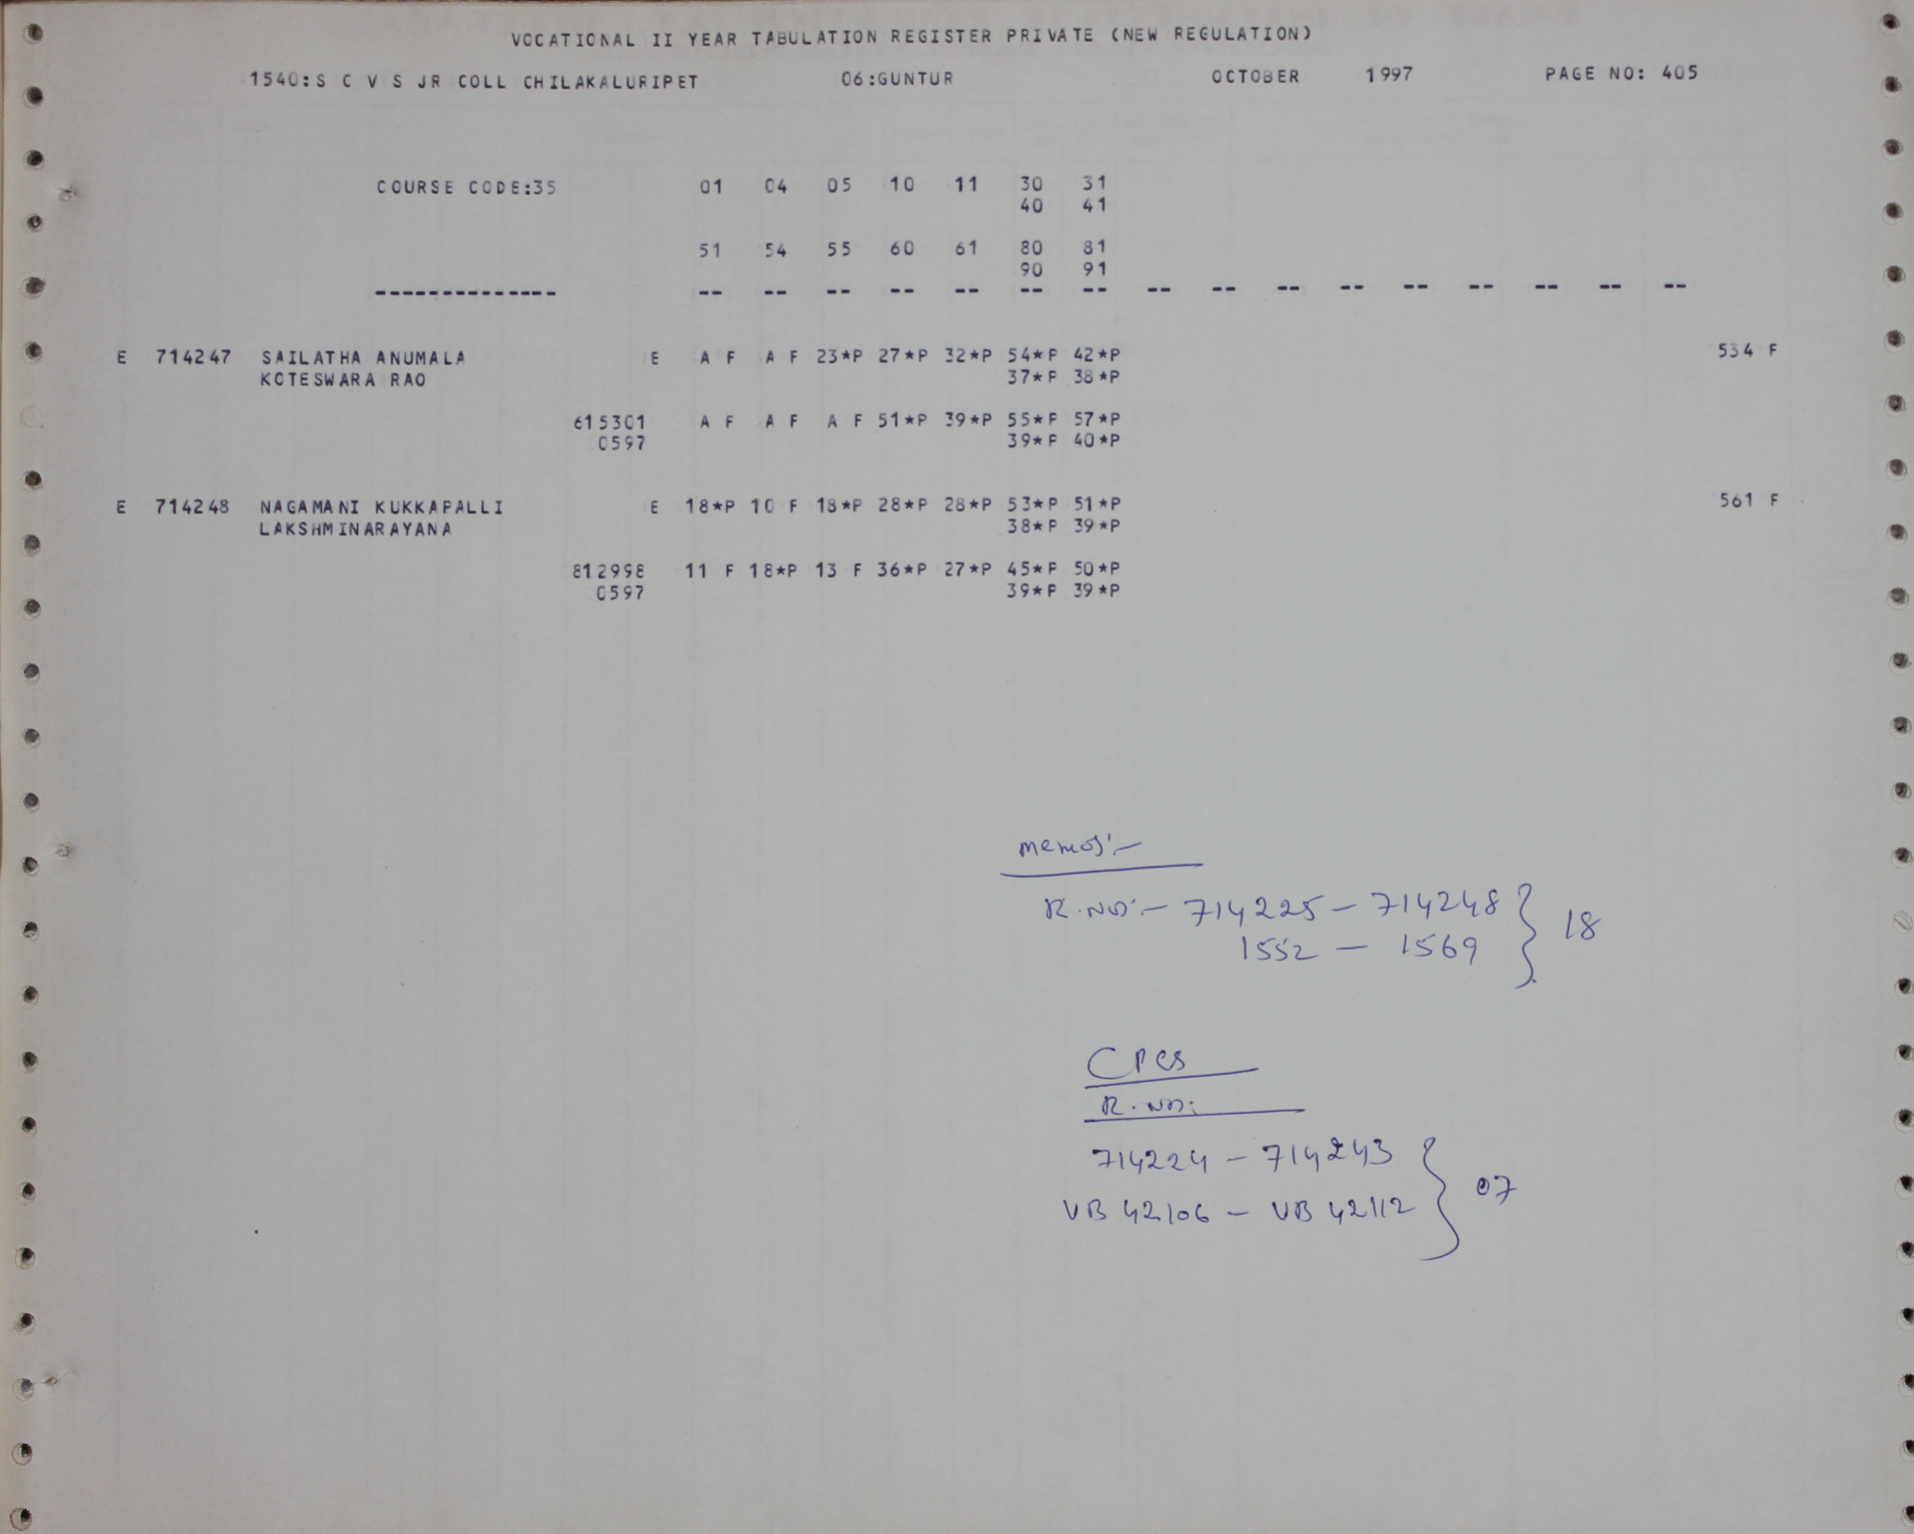 VOCATIONAL II YEAR TABULATION REGISTER PRIVATE (NEW REGULATION)
1540:S C V S JR COLL CHILAKALURIPET 06:GUNTUR OCTOBER 1997 PAGE NO: 405
COURSE CODE:35 01 04 05 10 11 30 31
40 41
51 54 55 60 61 80 81
90 91
-------------- -- -- -- -- -- -- -- -- -- -- -- -- -- -- -- --
E 714247 SAILATHA ANUMALA E A F A F 23*P 27*P 32*P 54*P 42*P 534 F
KOTESWARA RAO 37*P 38*P
615301 A F A F A F 51*P 39*P 55*P 57*P
0597 39*P 40*P
E 714248 NAGAMANI KUKKAPALLI E 18*P 10 F 18*P 28*P 28*P 53*P 51*P 561 F
LAKSHMINARAYANA 38*P 39*P
812998 11 F 18*P 13 F 36*P 27*P 45*P 50*P
0597 39*P 39*P
memos:-
R.No:- 714225 - 714248 } 18
1552 - 1569
CPCs
R.No:
714224 - 714243 } 07
VB 42106 - VB 42112